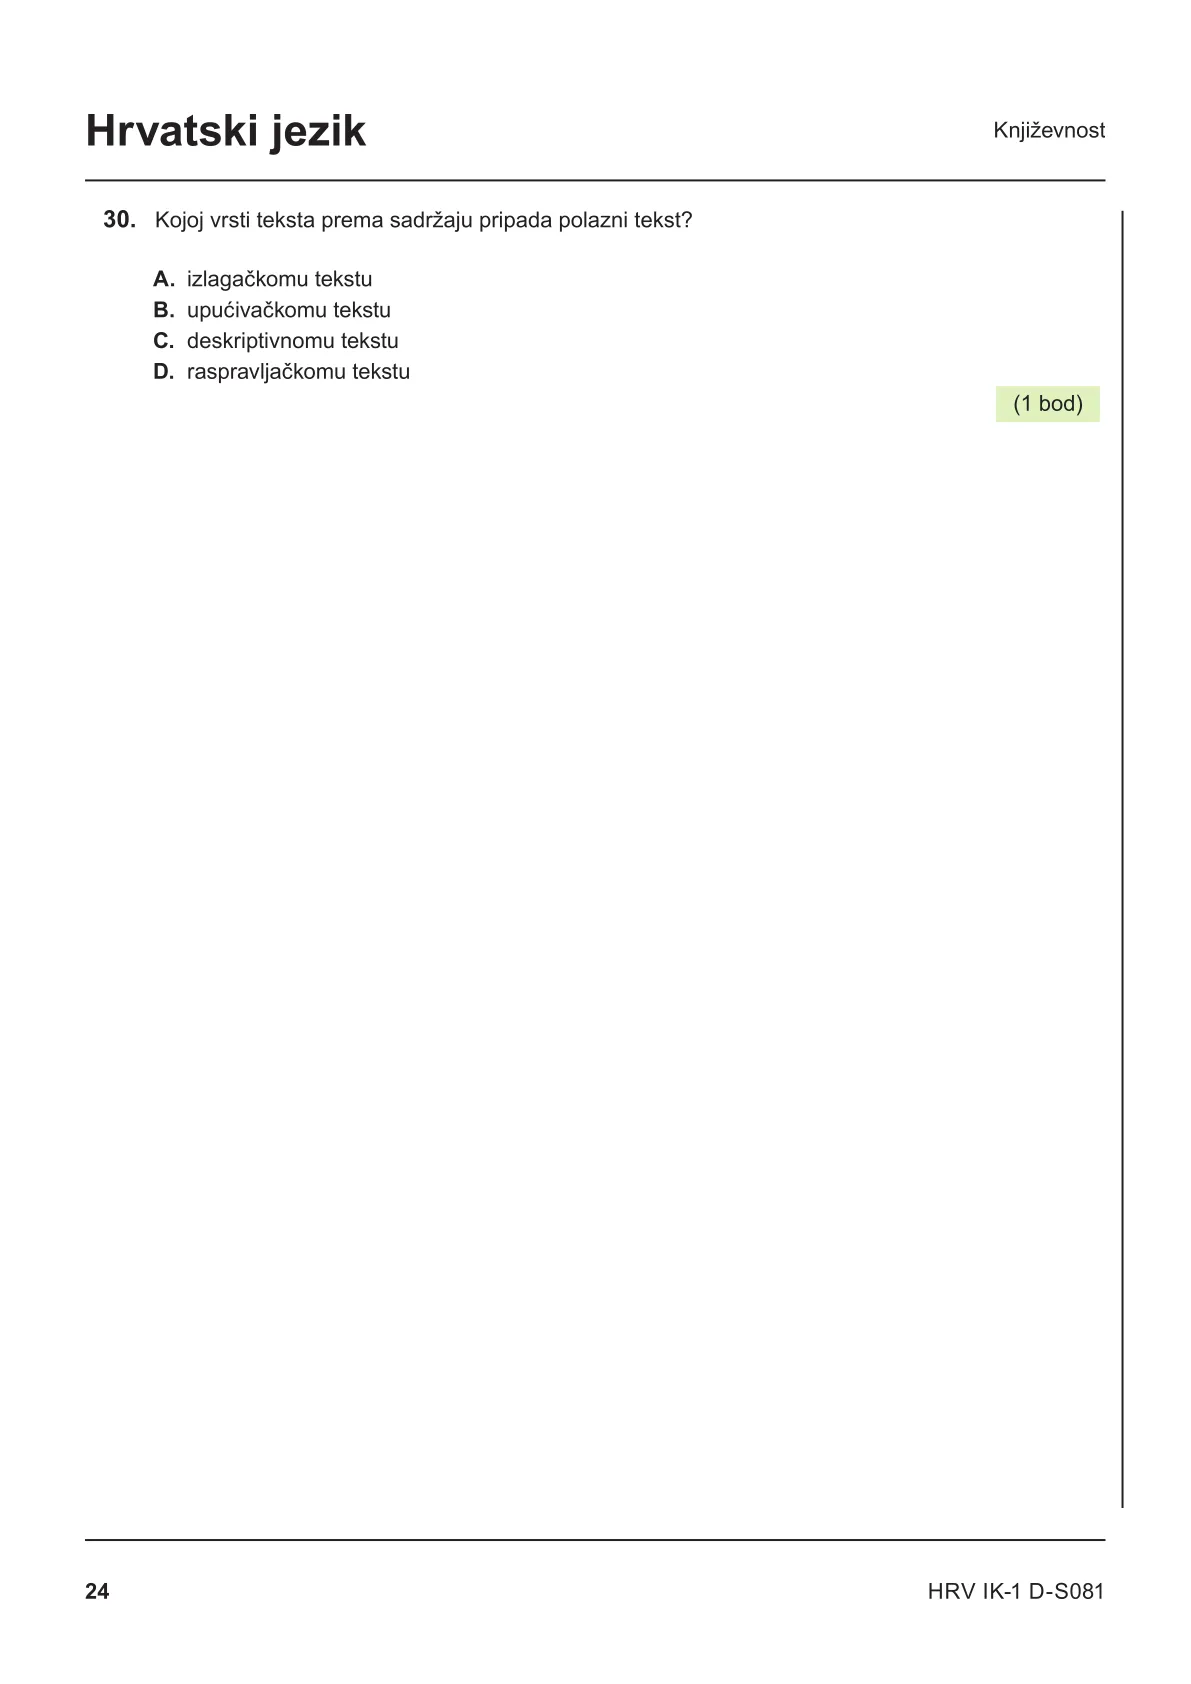 Hrvatski jezik
Književnost
30. Kojoj vrsti teksta prema sadržaju pripada polazni tekst?
A. izlagačkomu tekstu
B. upućivačkomu tekstu
C. deskriptivnomu tekstu
D. raspravljačkomu tekstu
(1 bod)
24
HRV IK-1 D-S081